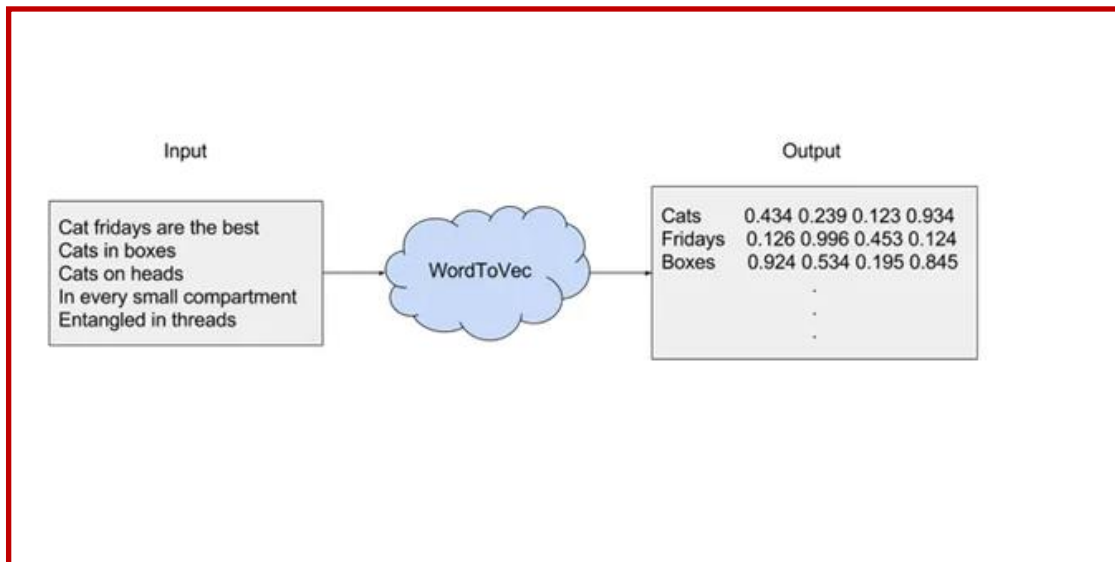 Input
Cat fridays are the best
Cats in boxes
Cats on heads
In every small compartment
Entangled in threads
WordToVec
Output
Cats 0.434 0.239 0.123 0.934
Fridays 0.126 0.996 0.453 0.124
Boxes 0.924 0.534 0.195 0.845
.
.
.